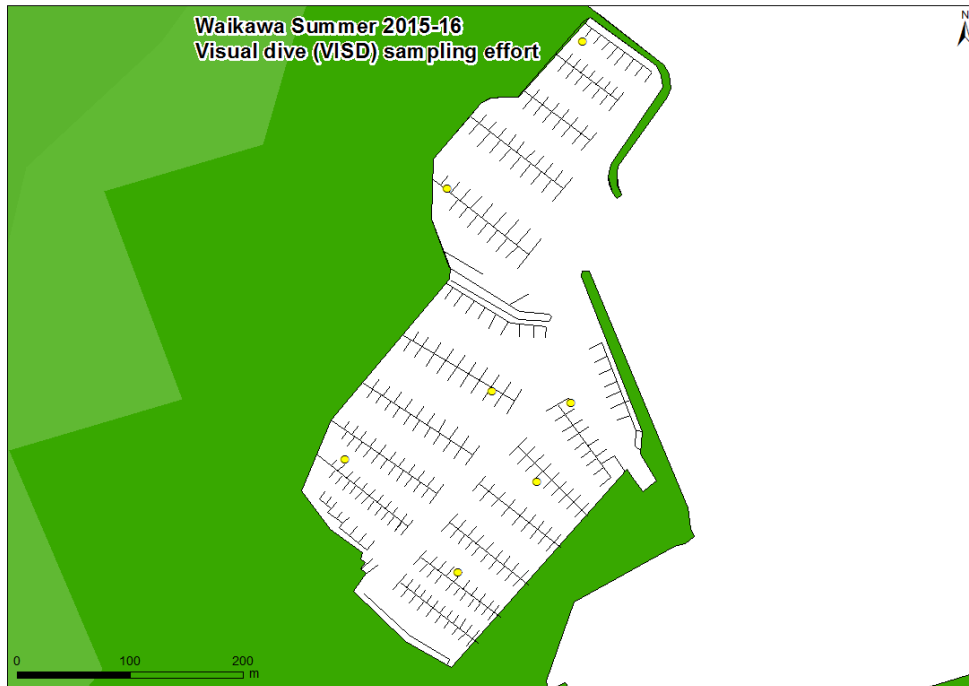 Waikawa Summer 2015-16
Visual dive (VISD) sampling effort
N
0 100 200
m